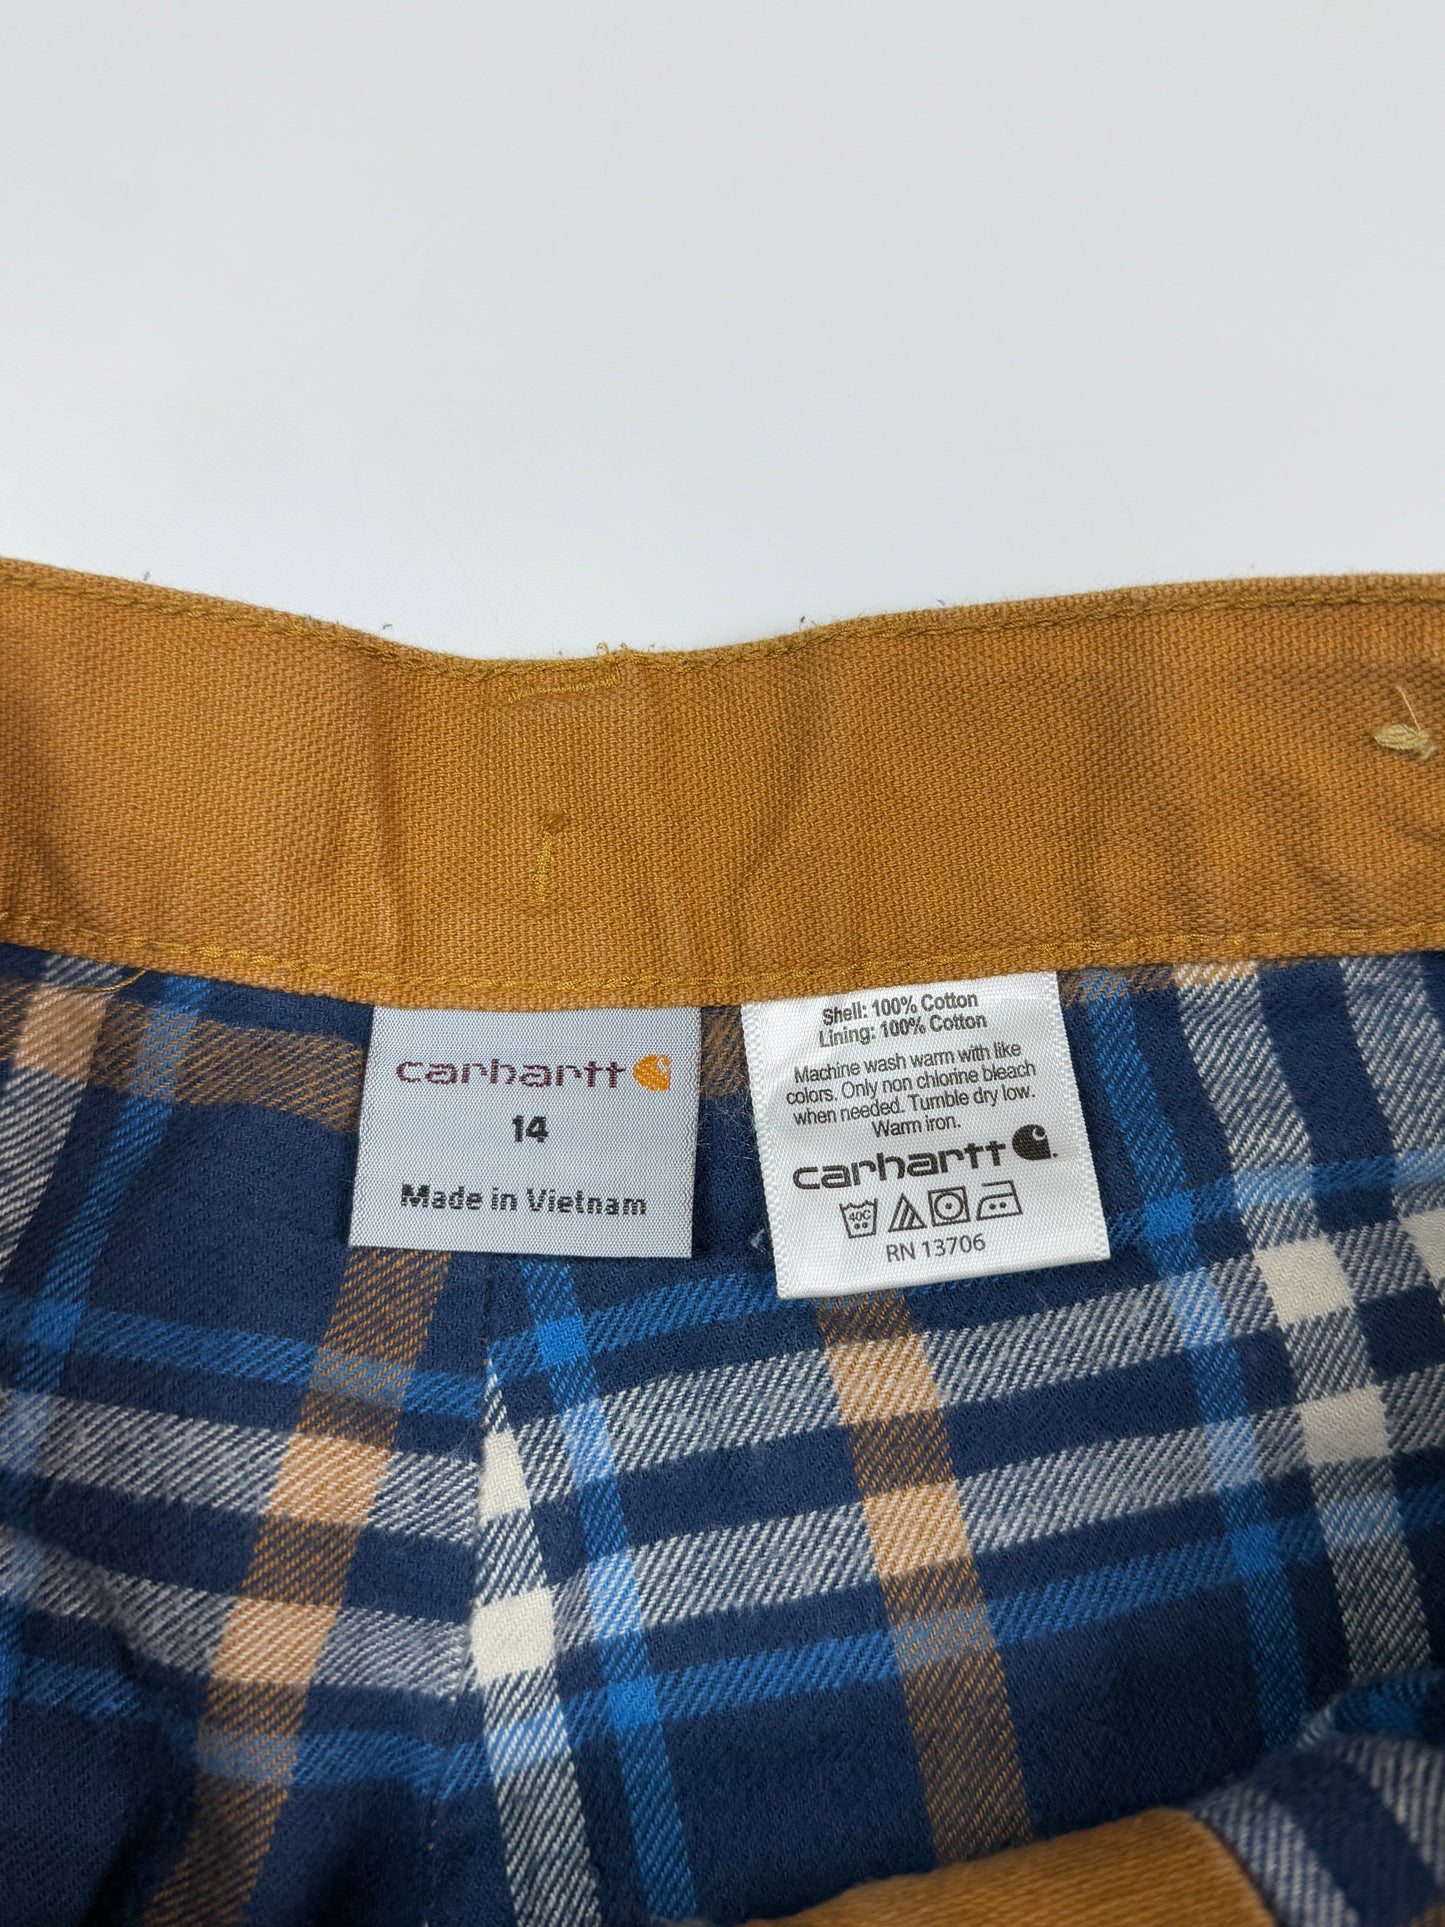 carhartt
14
Made in Vietnam
Shell: 100% Cotton
Lining: 100% Cotton
Machine wash warm with like
colors. Only non chlorine bleach
when needed. Tumble dry low.
Warm iron.
carhartt.
40C
RN 13706